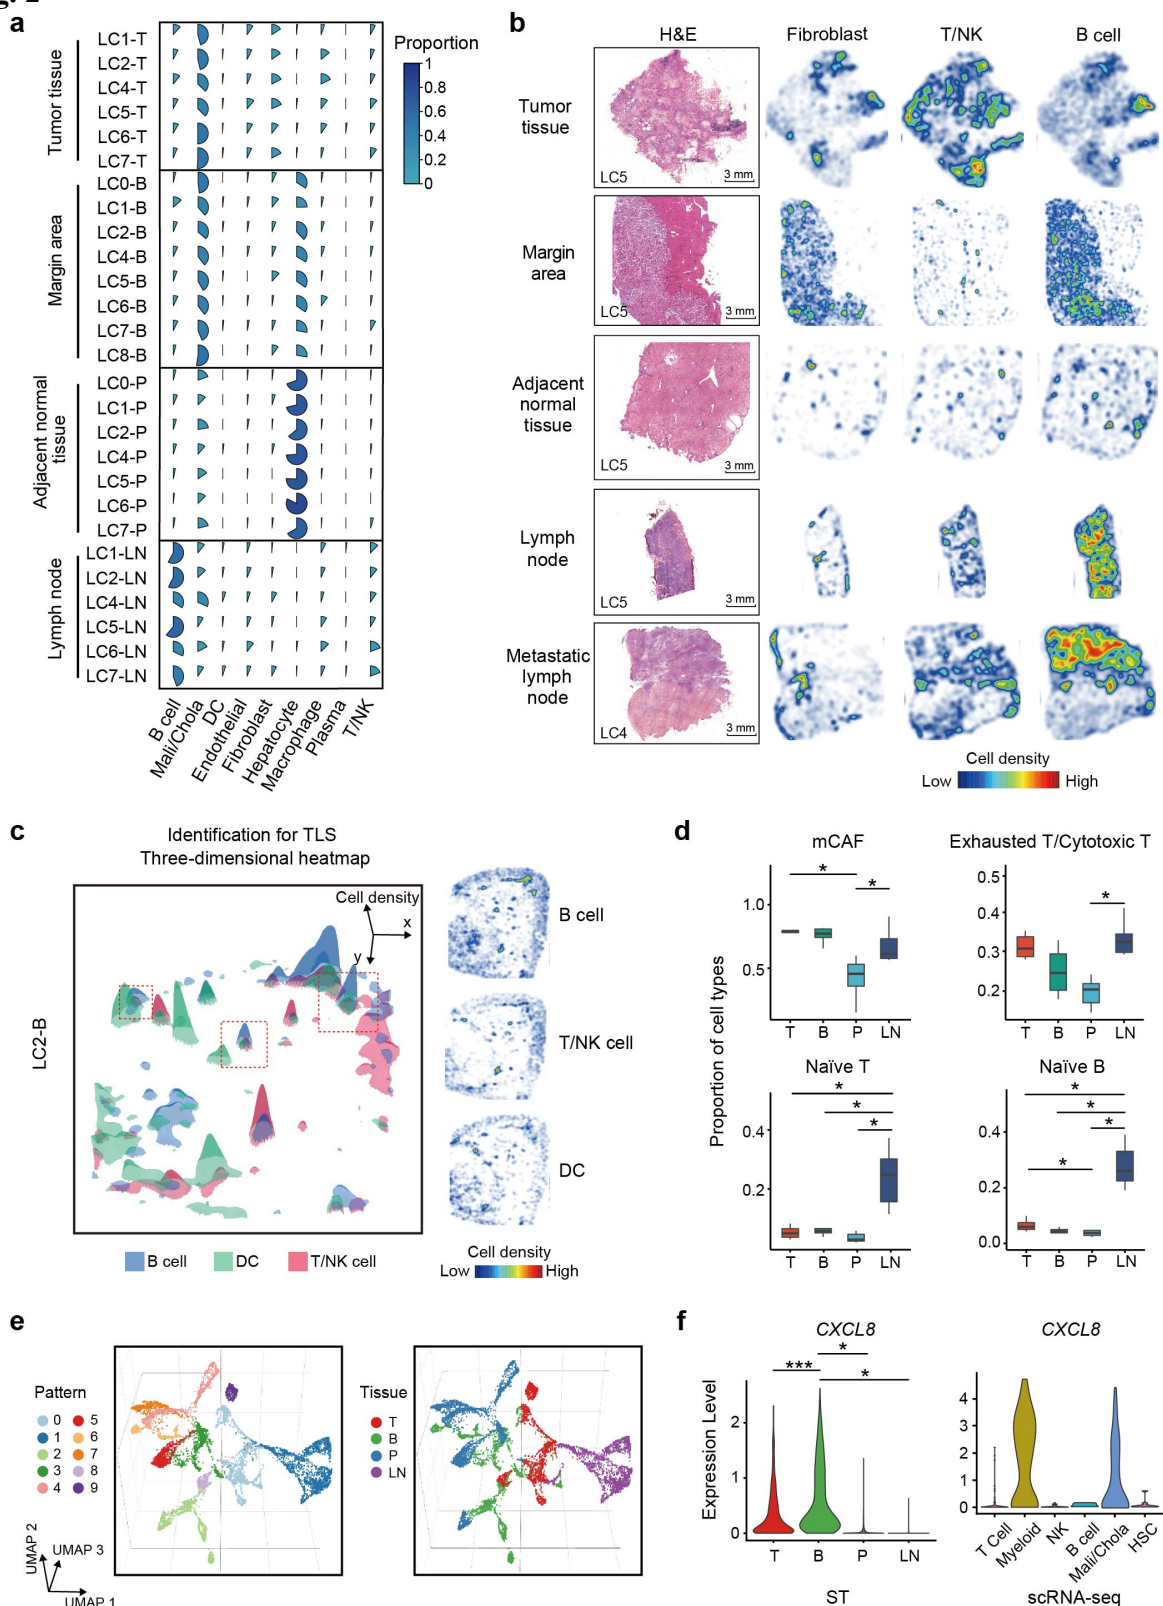 a
Tumor tissue
LC1-T
LC2-T
LC4-T
LC5-T
LC6-T
LC7-T
Margin area
LC0-B
LC1-B
LC2-B
LC4-B
LC5-B
LC6-B
LC7-B
LC8-B
Adjacent normal
tissue
LC0-P
LC1-P
LC2-P
LC4-P
LC5-P
LC6-P
LC7-P
Lymph node
LC1-LN
LC2-LN
LC4-LN
LC5-LN
LC6-LN
LC7-LN
B cell
Mali/Chola
DC
Endothelial
Fibroblast
Hepatocyte
Macrophage
Plasma
T/NK
Proportion
1
0.8
0.6
0.4
0.2
0
b
H&E
Fibroblast
T/NK
B cell
Tumor
tissue
LC5
3 mm
Margin
area
LC5
3 mm
Adjacent
normal
tissue
LC5
3 mm
Lymph
node
LC5
3 mm
Metastatic
lymph
node
LC4
3 mm
Cell density
Low
High
c
Identification for TLS
Three-dimensional heatmap
LC2-B
Cell density
x
y
B cell
T/NK cell
DC
B cell
DC
T/NK cell
Cell density
Low
High
d
Proportion of cell types
mCAF
*
*
1.0
0.5
T B P LN
Exhausted T/Cytotoxic T
*
0.5
0.4
0.3
0.2
T B P LN
Naïve T
*
*
*
0.4
0.2
T B P LN
Naïve B
*
*
*
*
0.4
0.2
0.0
T B P LN
e
Pattern
0 5
1 6
2 7
3 8
4 9
UMAP 2
UMAP 3
UMAP 1
Tissue
T
B
P
LN
f
CXCL8
*
***
*
Expression Level
2
1
0
T B P LN
ST
CXCL8
4
3
2
1
0
T Cell
Myeloid
NK
B cell
Mali/Chola
HSC
scRNA-seq